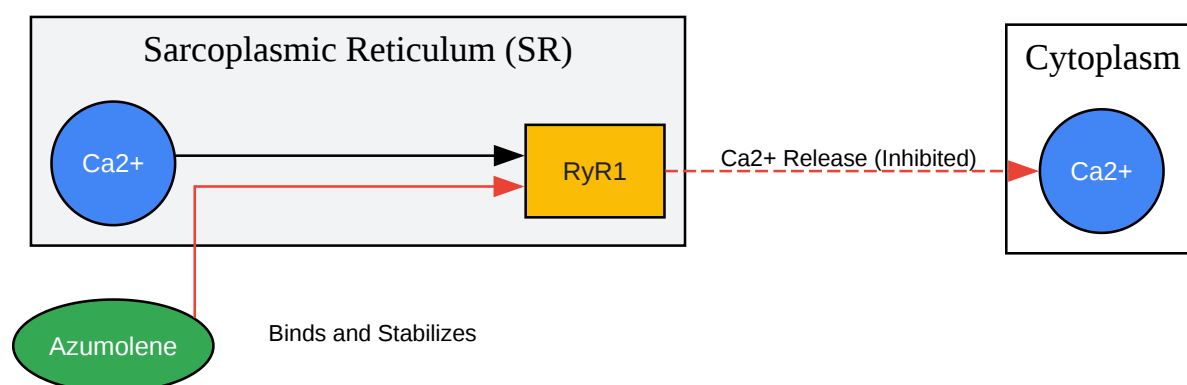 Sarcoplasmic Reticulum (SR)
Cytoplasm
Ca2+
RyR1
Ca2+ Release (Inhibited)
Ca2+
Azumolene
Binds and Stabilizes